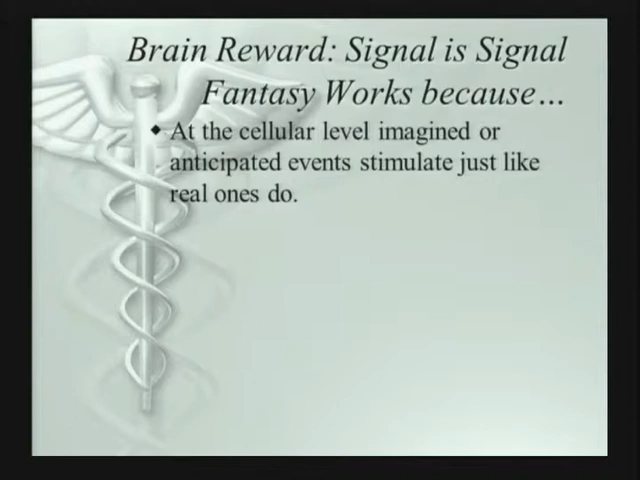 Brain Reward: Signal is Signal
Fantasy Works because…
At the cellular level imagined or
anticipated events stimulate just like
real ones do.